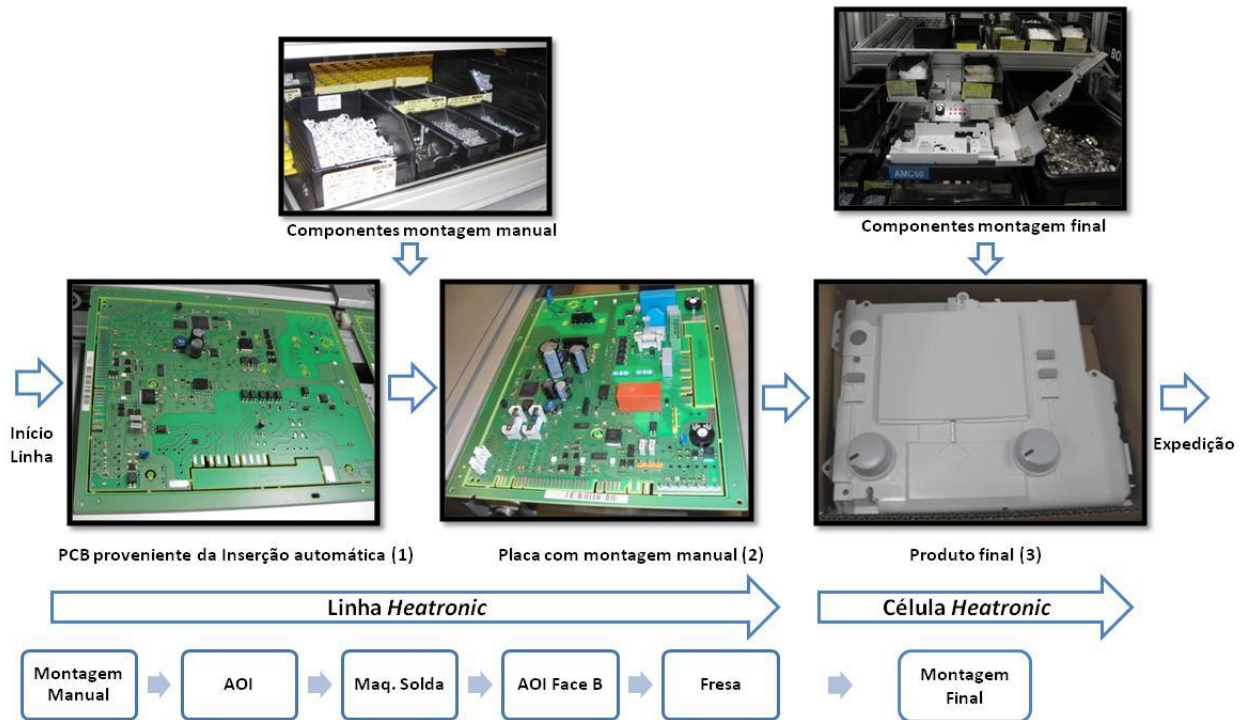 Componentes montagem manual
AMC60
Componentes montagem final
Início
Linha
Expedição
PCB proveniente da Inserção automática (1)
Placa com montagem manual (2)
Produto final (3)
Linha Heatronic
Célula Heatronic
Montagem
Manual
AOI
Maq. Solda
AOI Face B
Fresa
Montagem
Final